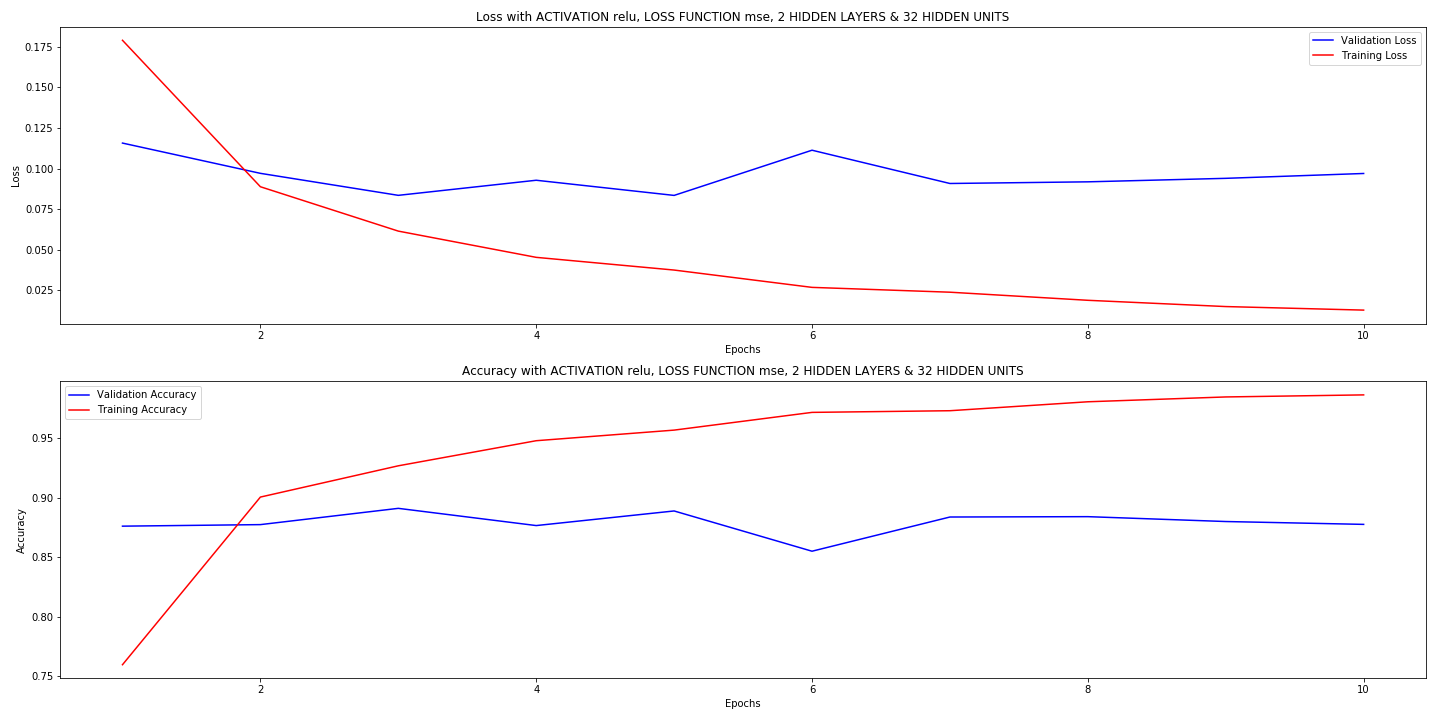 Loss with ACTIVATION relu, LOSS FUNCTION mse, 2 HIDDEN LAYERS & 32 HIDDEN UNITS
Validation Loss
Training Loss
0.175
0.150
0.125
0.100
0.075
0.050
0.025
Loss
2 4 6 8 10
Epochs
Accuracy with ACTIVATION relu, LOSS FUNCTION mse, 2 HIDDEN LAYERS & 32 HIDDEN UNITS
Validation Accuracy
Training Accuracy
0.95
0.90
0.85
0.80
0.75
Accuracy
2 4 6 8 10
Epochs